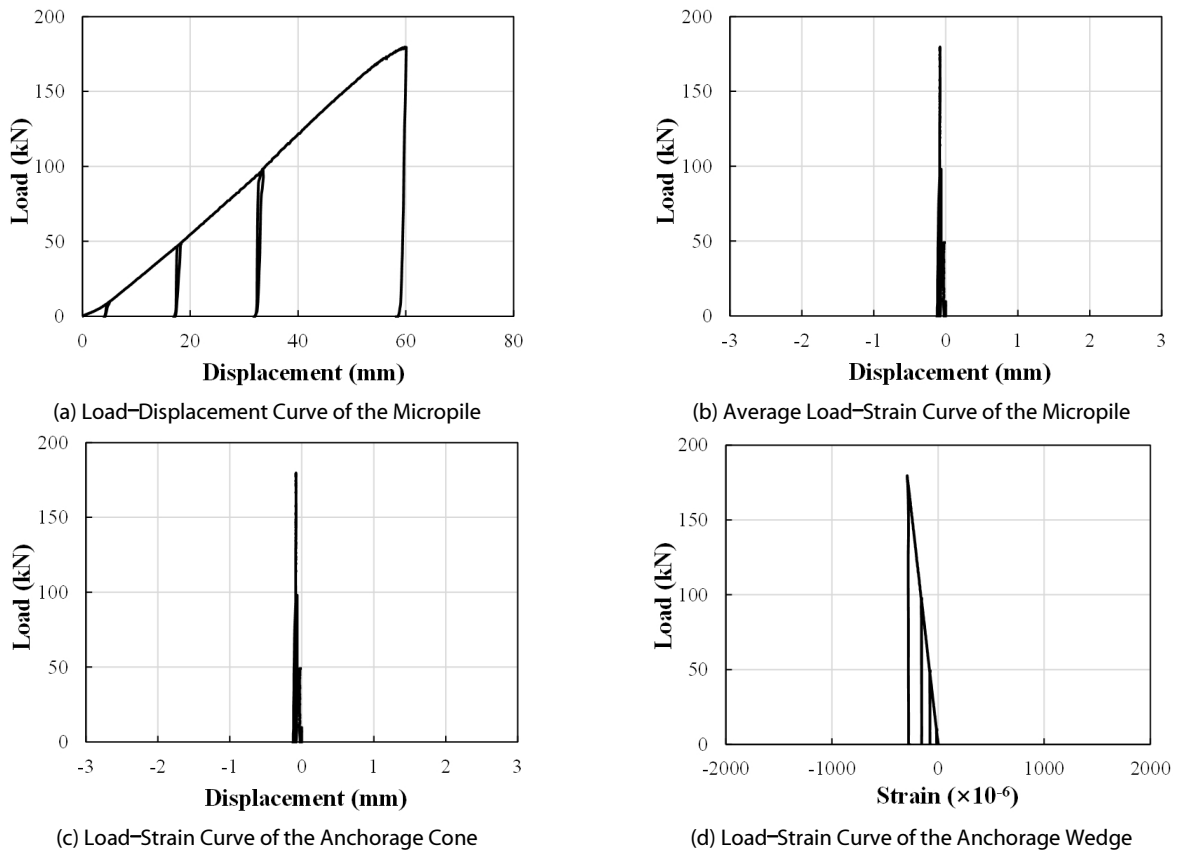 200
150
100
50
0
Load (kN)
0 20 40 60 80
Displacement (mm)
(a) Load–Displacement Curve of the Micropile
200
150
100
50
0
Load (kN)
-3 -2 -1 0 1 2 3
Displacement (mm)
(b) Average Load–Strain Curve of the Micropile
200
150
100
50
0
Load (kN)
-3 -2 -1 0 1 2 3
Displacement (mm)
(c) Load–Strain Curve of the Anchorage Cone
200
150
100
50
0
Load (kN)
-2000 -1000 0 1000 2000
Strain (×10⁻⁶)
(d) Load–Strain Curve of the Anchorage Wedge